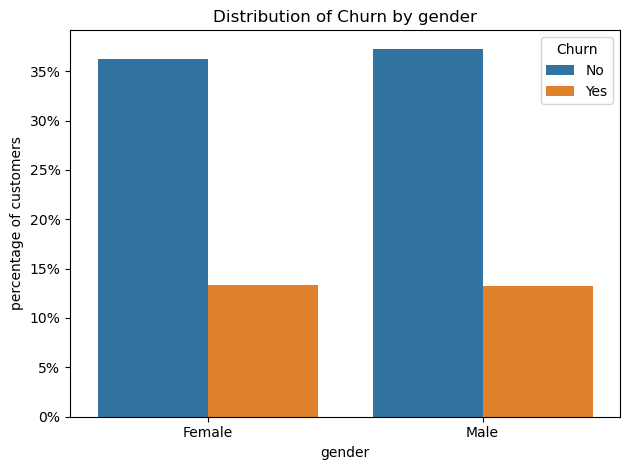 Distribution of Churn by gender
Churn
No
Yes
percentage of customers
35%
30%
25%
20%
15%
10%
5%
0%
Female
Male
gender